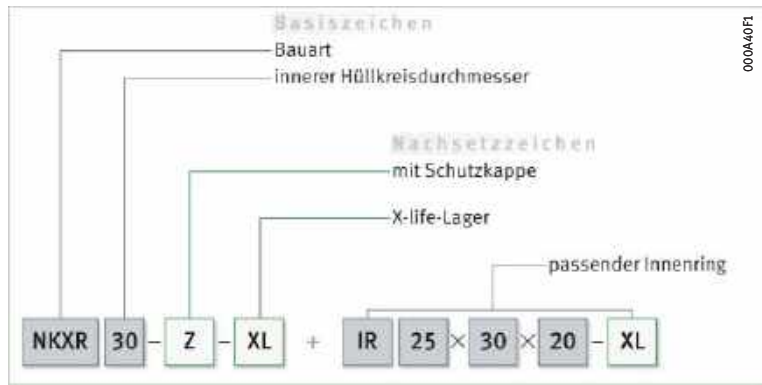 Basiszeichen
Bauart
innerer Hüllkreisdurchmesser
000A40F1
Nachsetzzeichen
mit Schutzkappe
X-life-Lager
passender Innenring
NKXR 30 – Z – XL + IR 25 × 30 × 20 – XL